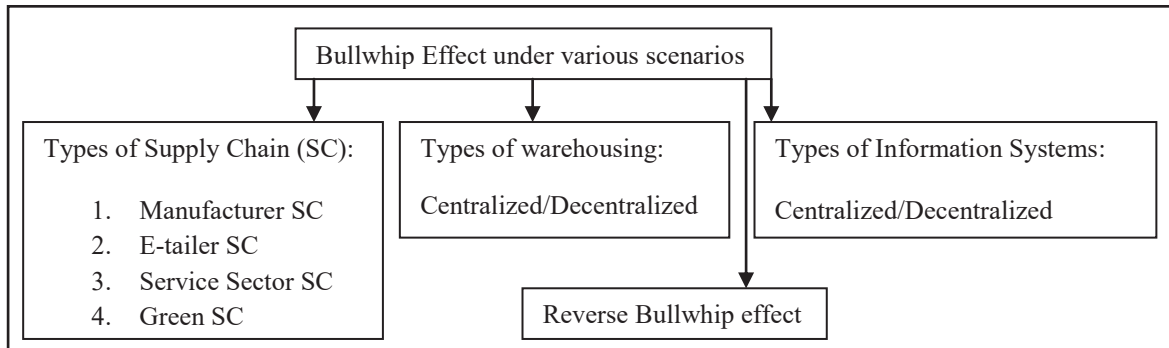 Bullwhip Effect under various scenarios
Types of Supply Chain (SC):
1. Manufacturer SC
2. E-tailer SC
3. Service Sector SC
4. Green SC
Types of warehousing:
Centralized/Decentralized
Types of Information Systems:
Centralized/Decentralized
Reverse Bullwhip effect